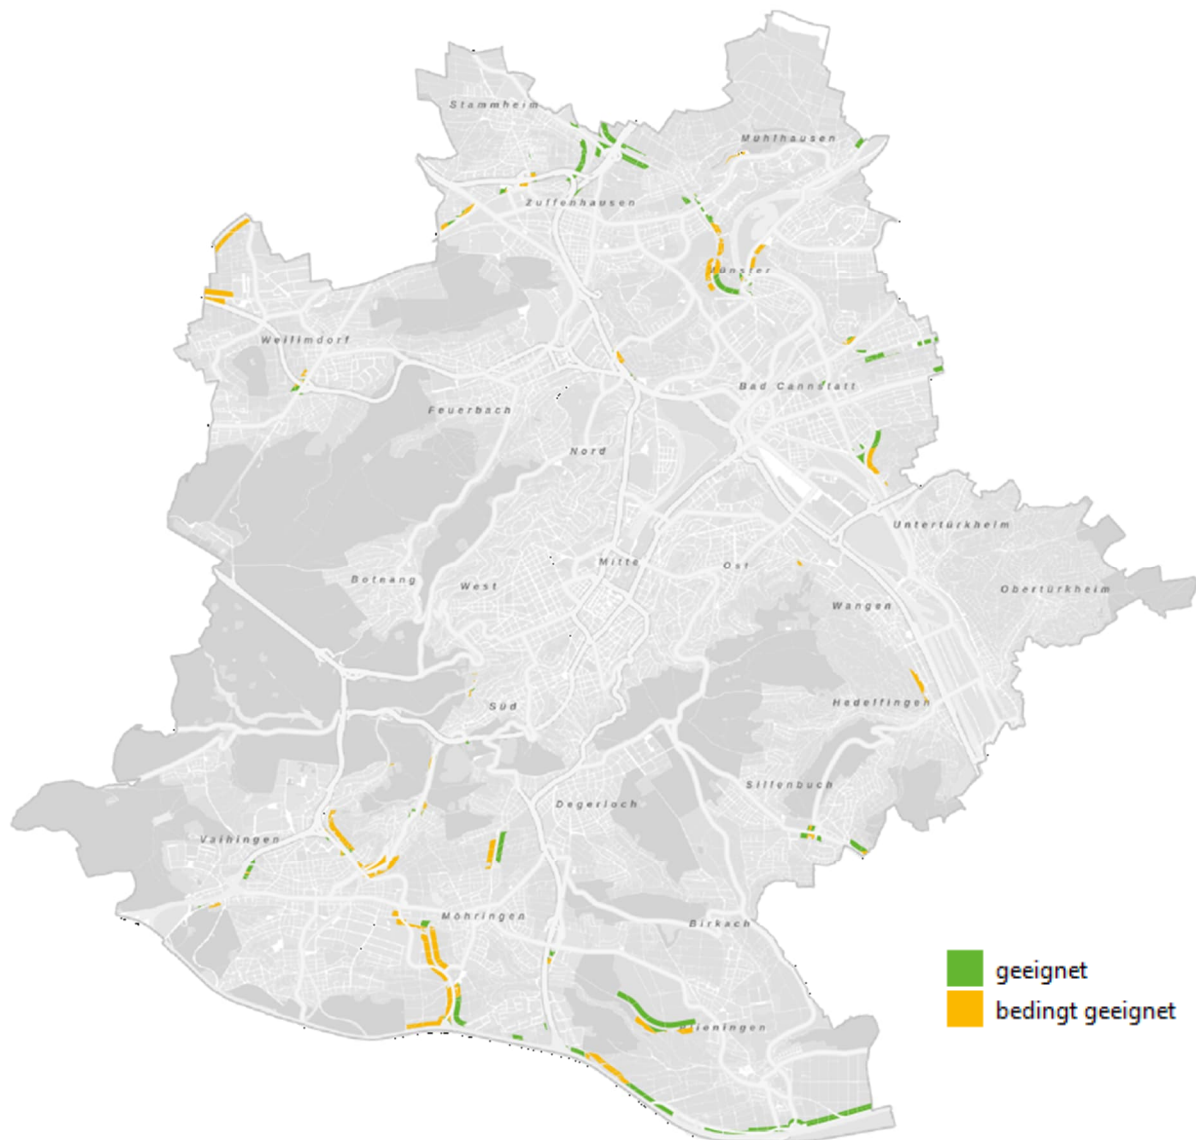 Stammheim
Mühlhausen
Zuffenhausen
Münster
Weilimdorf
Bad Cannstatt
Feuerbach
Nord
Untertürkheim
Mitte
Ost
Botnang
West
Obertürkheim
Wangen
Hedelfingen
Süd
Sillenbuch
Degerloch
Vaihingen
Möhringen
Birkach
geeignet
bedingt geeignet
Plieningen